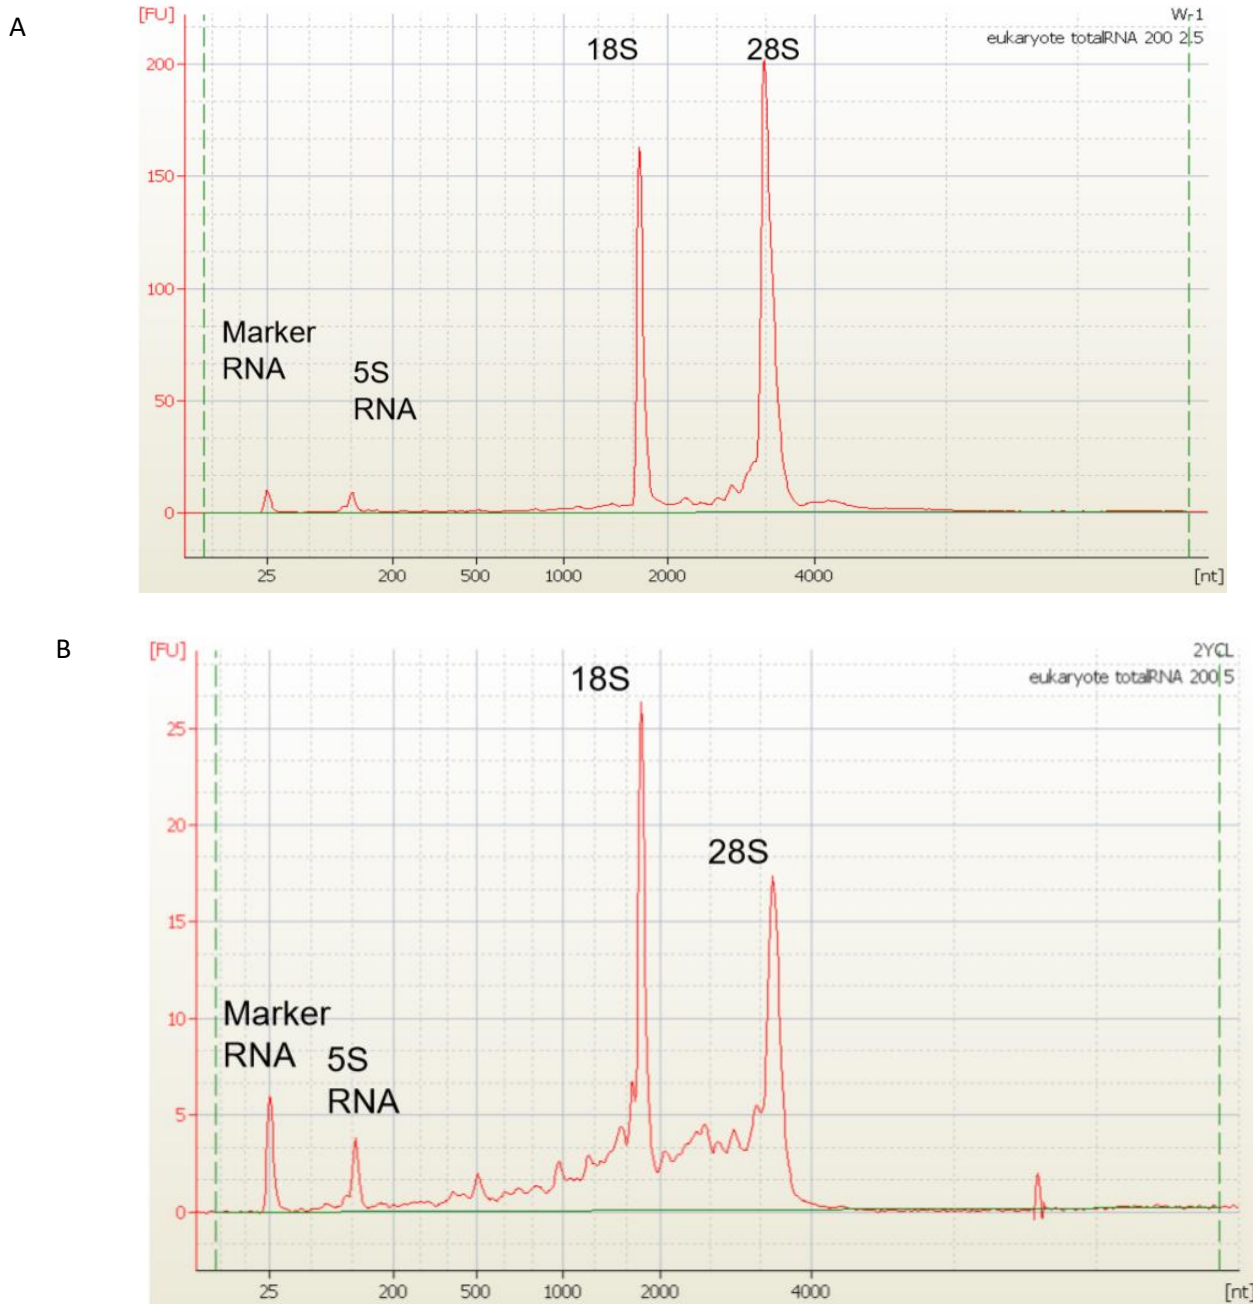 A
[FU]
Wr1
eukaryote totalRNA 200 2.5
18S
28S
200
150
100
50
0
Marker
RNA
5S
RNA
25
200
500
1000
2000
4000
[nt]
B
[FU]
2YCL
eukaryote totalRNA 200 5
18S
28S
25
20
15
10
5
0
Marker
RNA
5S
RNA
25
200
500
1000
2000
4000
[nt]